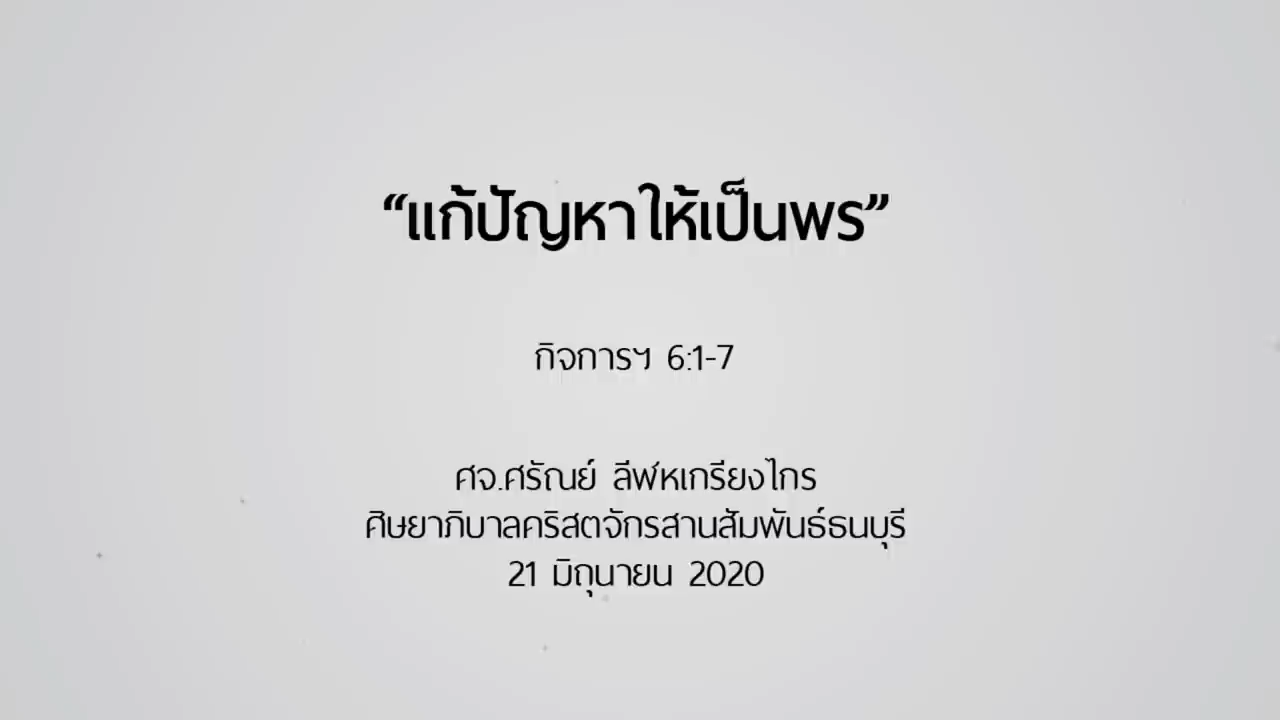 “แก้ปัญหาให้เป็นพร”
กิจการฯ 6:1-7
ศจ.ศรัณย์ ลีฬหเกรียงไกร
ศิษยาภิบาลคริสตจักรสานสัมพันธ์ธนบุรี
21 มิถุนายน 2020